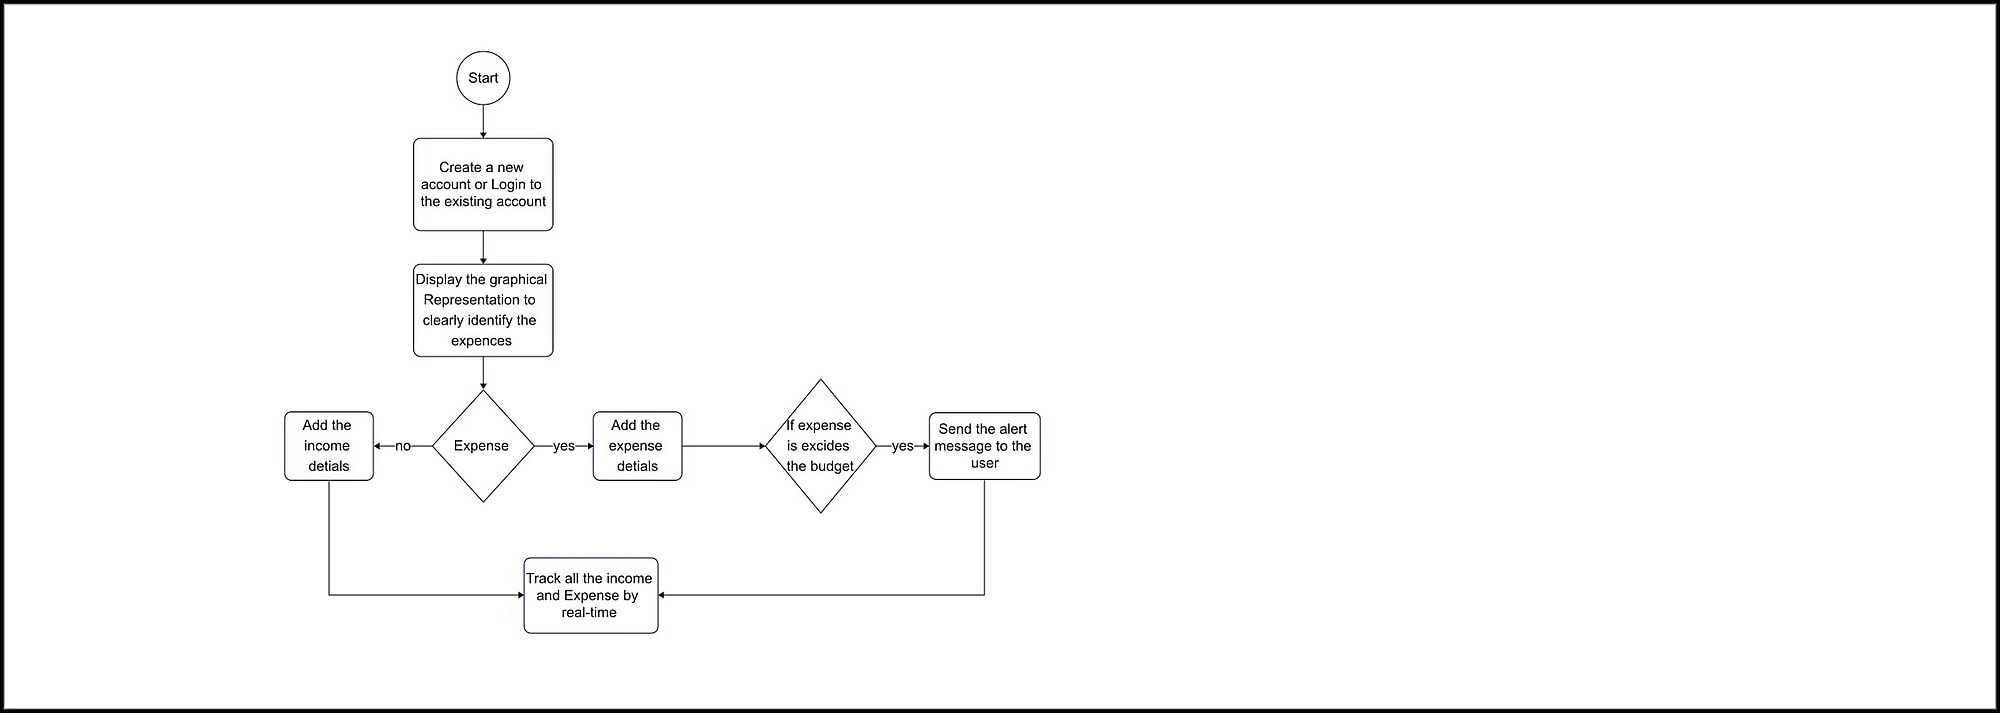 Start
Create a new
account or Login to
the existing account
Display the graphical
Representation to
clearly identify the
expences
Add the
income
detials
no
Expense
yes
Add the
expense
detials
If expense
is excides
the budget
yes
Send the alert
message to the
user
Track all the income
and Expense by
real-time